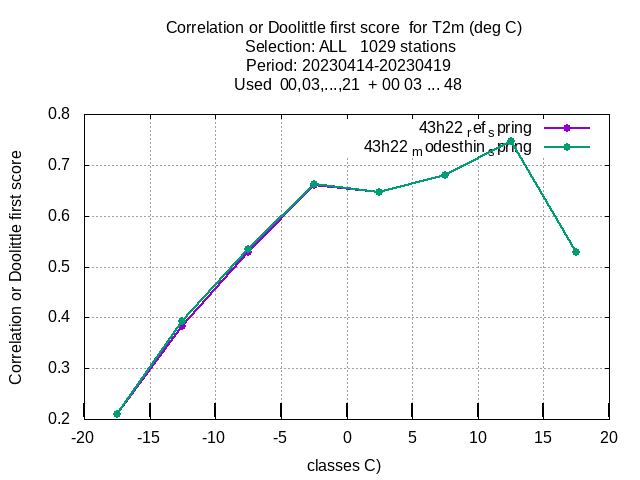 Correlation or Doolittle first score  for T2m (deg C)
Selection: ALL   1029 stations
Period: 20230414-20230419
Used  00,03,...,21  + 00 03 ... 48
43h22 ref spring
43h22 modesthin spring
Correlation or Doolittle first score
0.8
0.7
0.6
0.5
0.4
0.3
0.2
-20 -15 -10 -5 0 5 10 15 20
classes C)